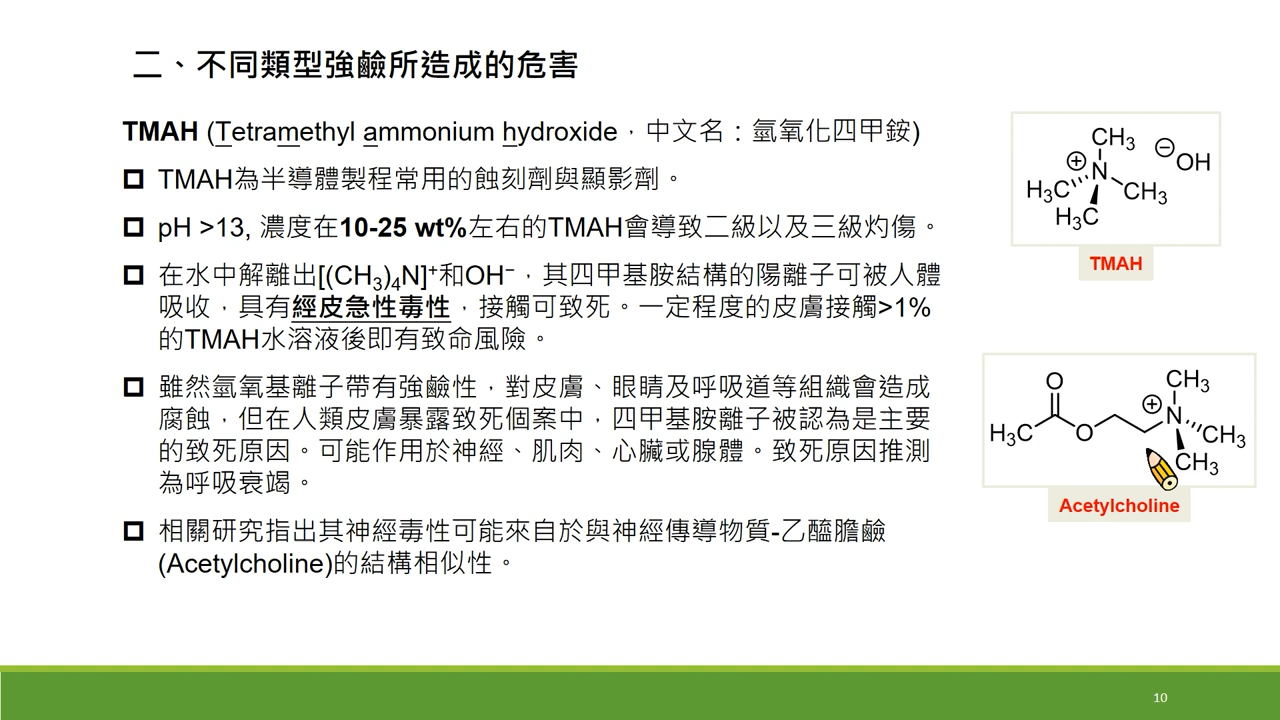 二、不同類型強鹼所造成的危害
TMAH (Tetramethyl ammonium hydroxide，中文名：氫氧化四甲銨)
TMAH為半導體製程常用的蝕刻劑與顯影劑。
pH >13, 濃度在10-25 wt%左右的TMAH會導致二級以及三級灼傷。
在水中解離出[(CH₃)₄N]⁺和OH⁻，其四甲基胺結構的陽離子可被人體
吸收，具有經皮急性毒性，接觸可致死。一定程度的皮膚接觸>1%
的TMAH水溶液後即有致命風險。
雖然氫氧基離子帶有強鹼性，對皮膚、眼睛及呼吸道等組織會造成
腐蝕，但在人類皮膚暴露致死個案中，四甲基胺離子被認為是主要
的致死原因。可能作用於神經、肌肉、心臟或腺體。致死原因推測
為呼吸衰竭。
相關研究指出其神經毒性可能來自於與神經傳導物質-乙醯膽鹼
(Acetylcholine)的結構相似性。
CH₃
⊕
N
⊖
OH
H₃C
CH₃
H₃C
TMAH
O
H₃C
O
⊕
N
CH₃
CH₃
CH₃
Acetylcholine
10